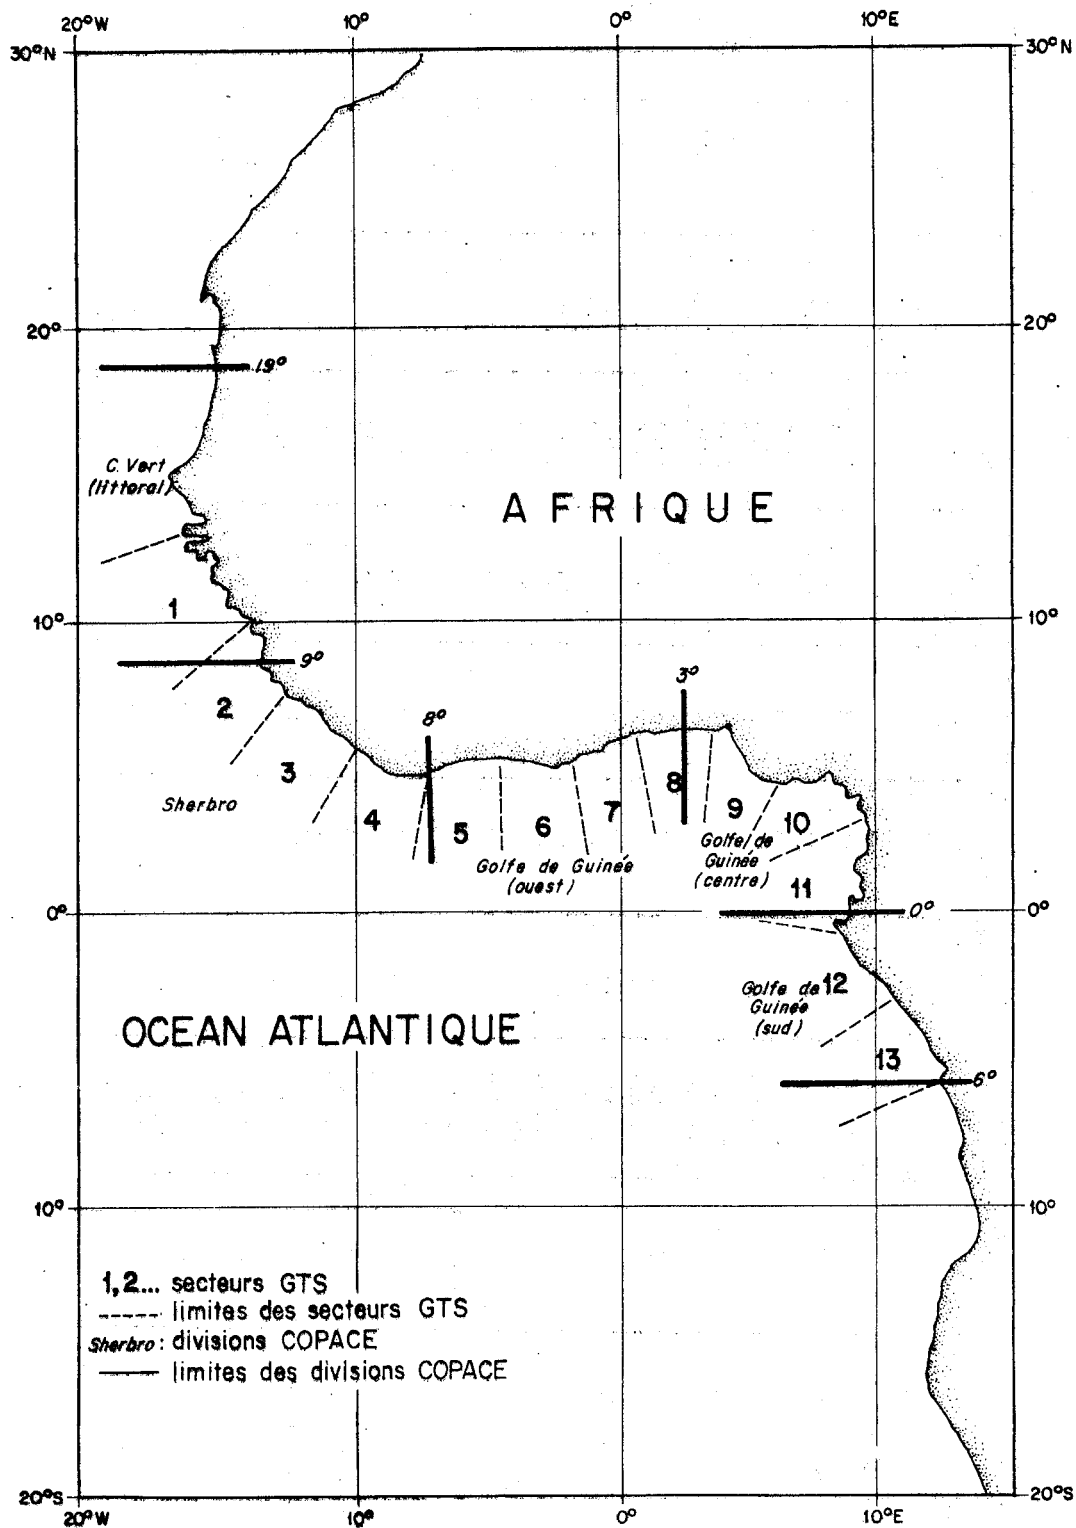 20°W 10° 0° 10°E
30°N 30°N
20° 20°
19°
C. Vert
(littoral)
AFRIQUE
1
10° 10°
9°
3°
2
8°
3
8
Sherbro
4
5
6
7
9
10
Golfe de Guinée
(ouest)
Golfe de
Guinée
(centre)
11
0° 0°
0°
Golfe de
Guinée
(sud)
12
OCEAN ATLANTIQUE
13
6°
10° 10°
1,2... secteurs GTS
limites des secteurs GTS
Sherbro: divisions COPACE
limites des divisions COPACE
20°S 20°S
20°W 10° 0° 10°E